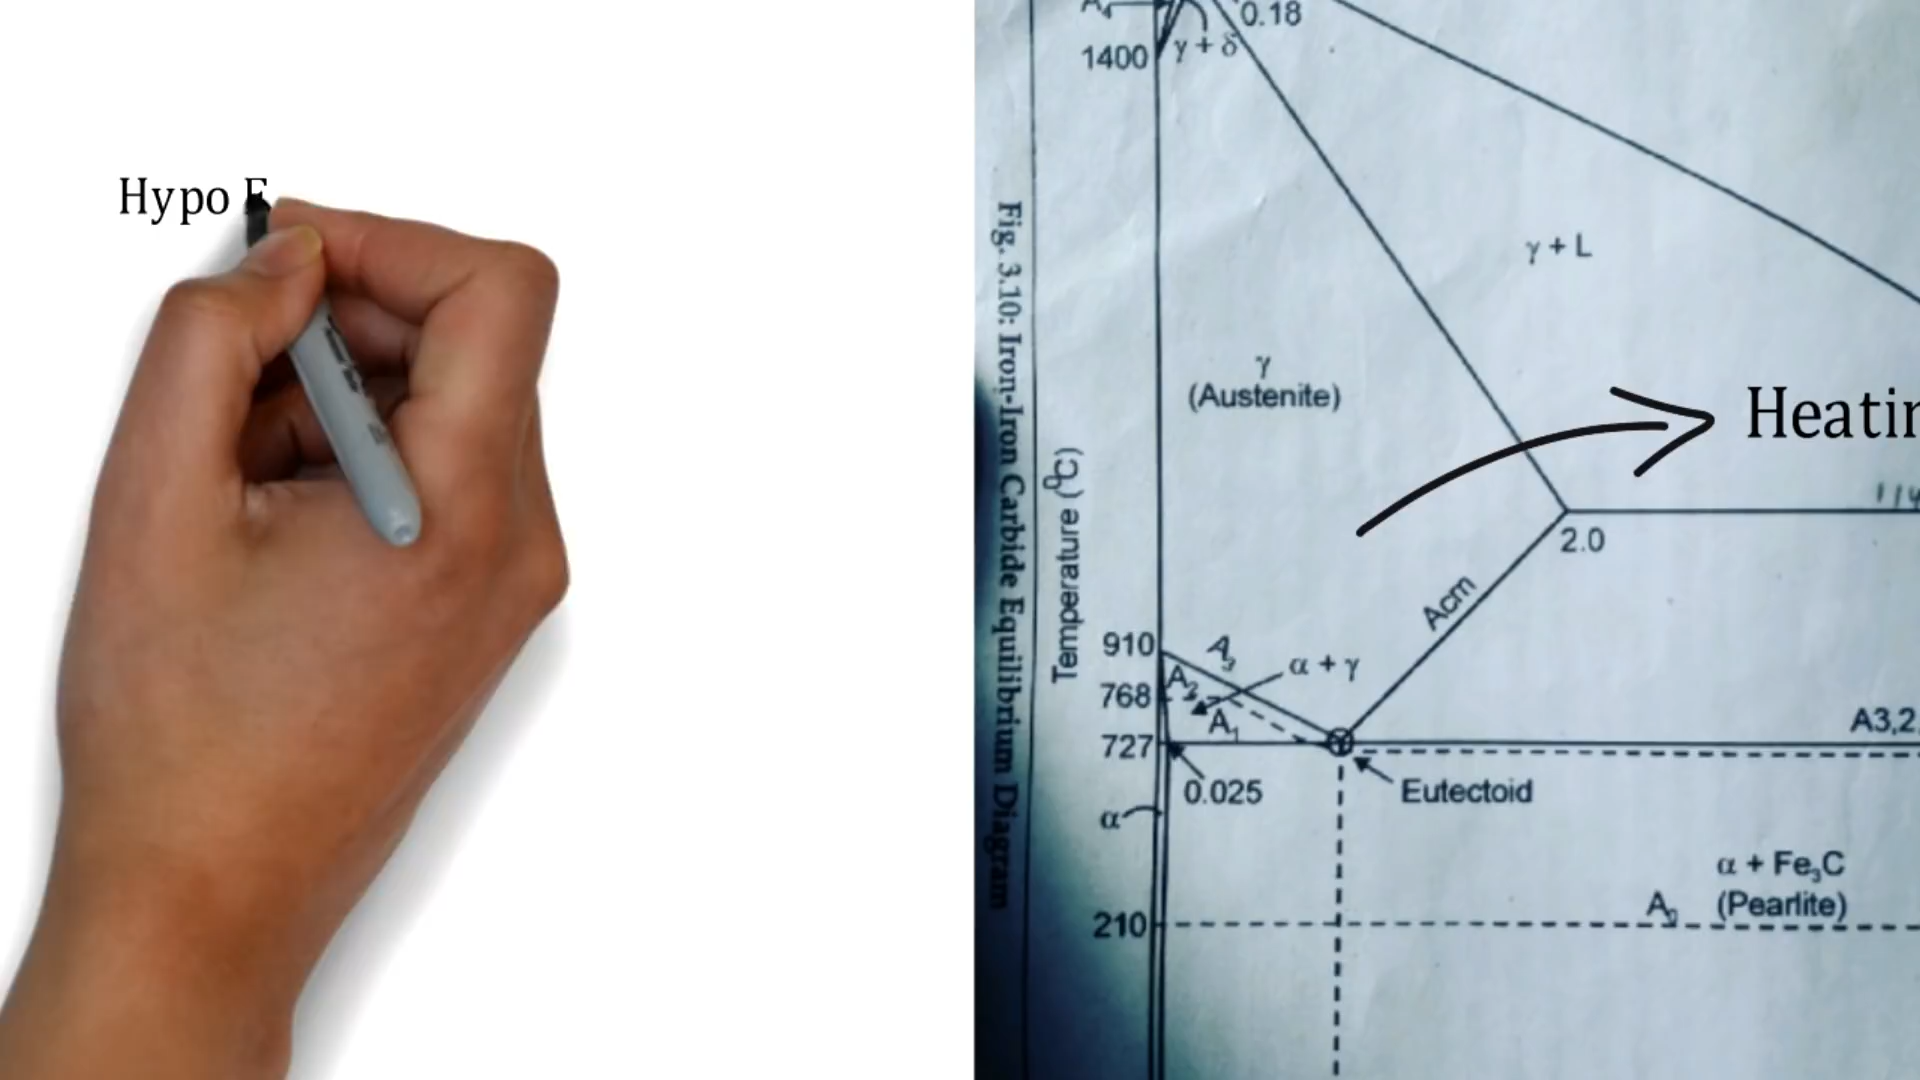 Hypo E
A₄
0.18
1400
γ + δ
γ + L
γ
(Austenite)
Fig. 3.10: Iron-Iron Carbide Equilibrium Diagram
Temperature (°C)
Heatin
114
2.0
Acm
910
A₃
α + γ
A₂
768
A₁
A3,2,
727
0.025
Eutectoid
α
α + Fe₃C
(Pearlite)
A₀
210